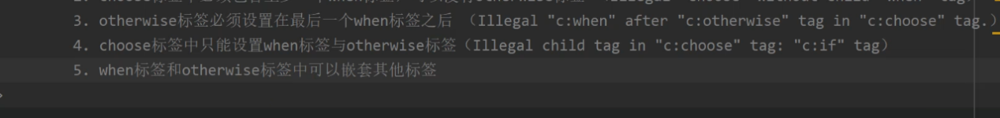 3. otherwise标签必须设置在最后一个when标签之后 （Illegal "c:when" after "c:otherwise" tag in "c:choose" tag.）
4. choose标签中只能设置when标签与otherwise标签（Illegal child tag in "c:choose" tag: "c:if" tag）
5. when标签和otherwise标签中可以嵌套其他标签